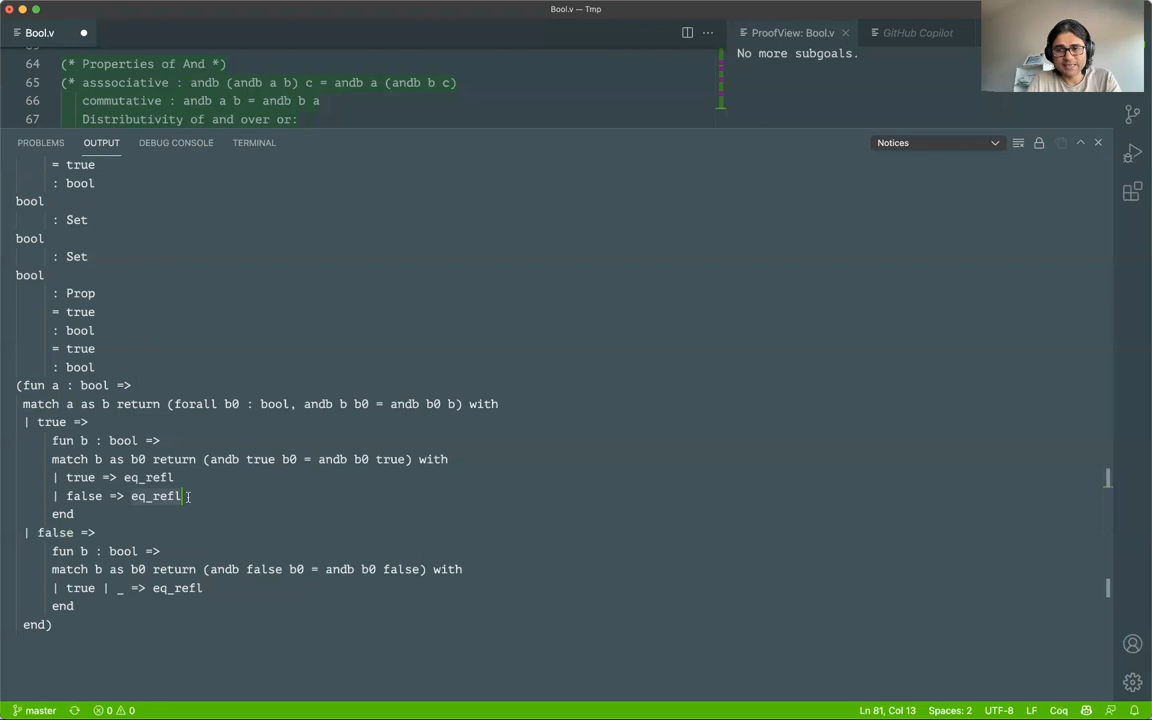 Bool.v — Tmp
Bool.v
ProofView: Bool.v
GitHub Copilot
No more subgoals.
64 (* Properties of And *)
65 (* asssociative : andb (andb a b) c = andb a (andb b c)
66 commutative : andb a b = andb b a
67 Distributivity of and over or:
PROBLEMS OUTPUT DEBUG CONSOLE TERMINAL
Notices
= true
: bool
bool
: Set
bool
: Set
bool
: Prop
= true
: bool
= true
: bool
(fun a : bool =>
match a as b return (forall b0 : bool, andb b b0 = andb b0 b) with
| true =>
fun b : bool =>
match b as b0 return (andb true b0 = andb b0 true) with
| true => eq_refl
| false => eq_refl
end
| false =>
fun b : bool =>
match b as b0 return (andb false b0 = andb b0 false) with
| true | _ => eq_refl
end
end)
master 0 0 Ln 81, Col 13 Spaces: 2 UTF-8 LF Coq